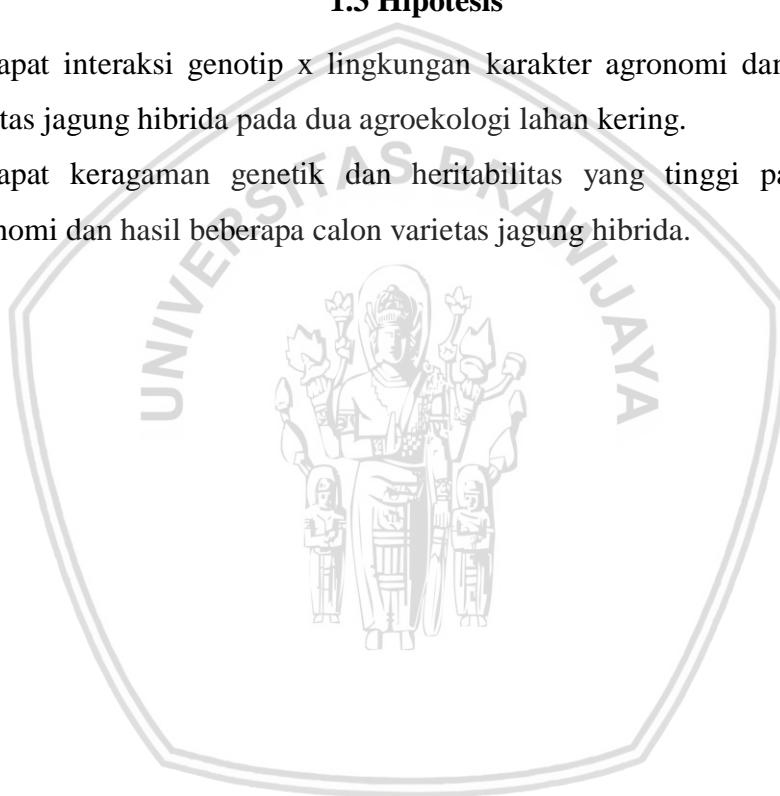 1.3 Hipotesis
apat interaksi genotip x lingkungan karakter agronomi dan
tas jagung hibrida pada dua agroekologi lahan kering.
apat keragaman genetik dan heritabilitas yang tinggi pa
nomi dan hasil beberapa calon varietas jagung hibrida.
UNIVERSITAS BRAWIJAYA